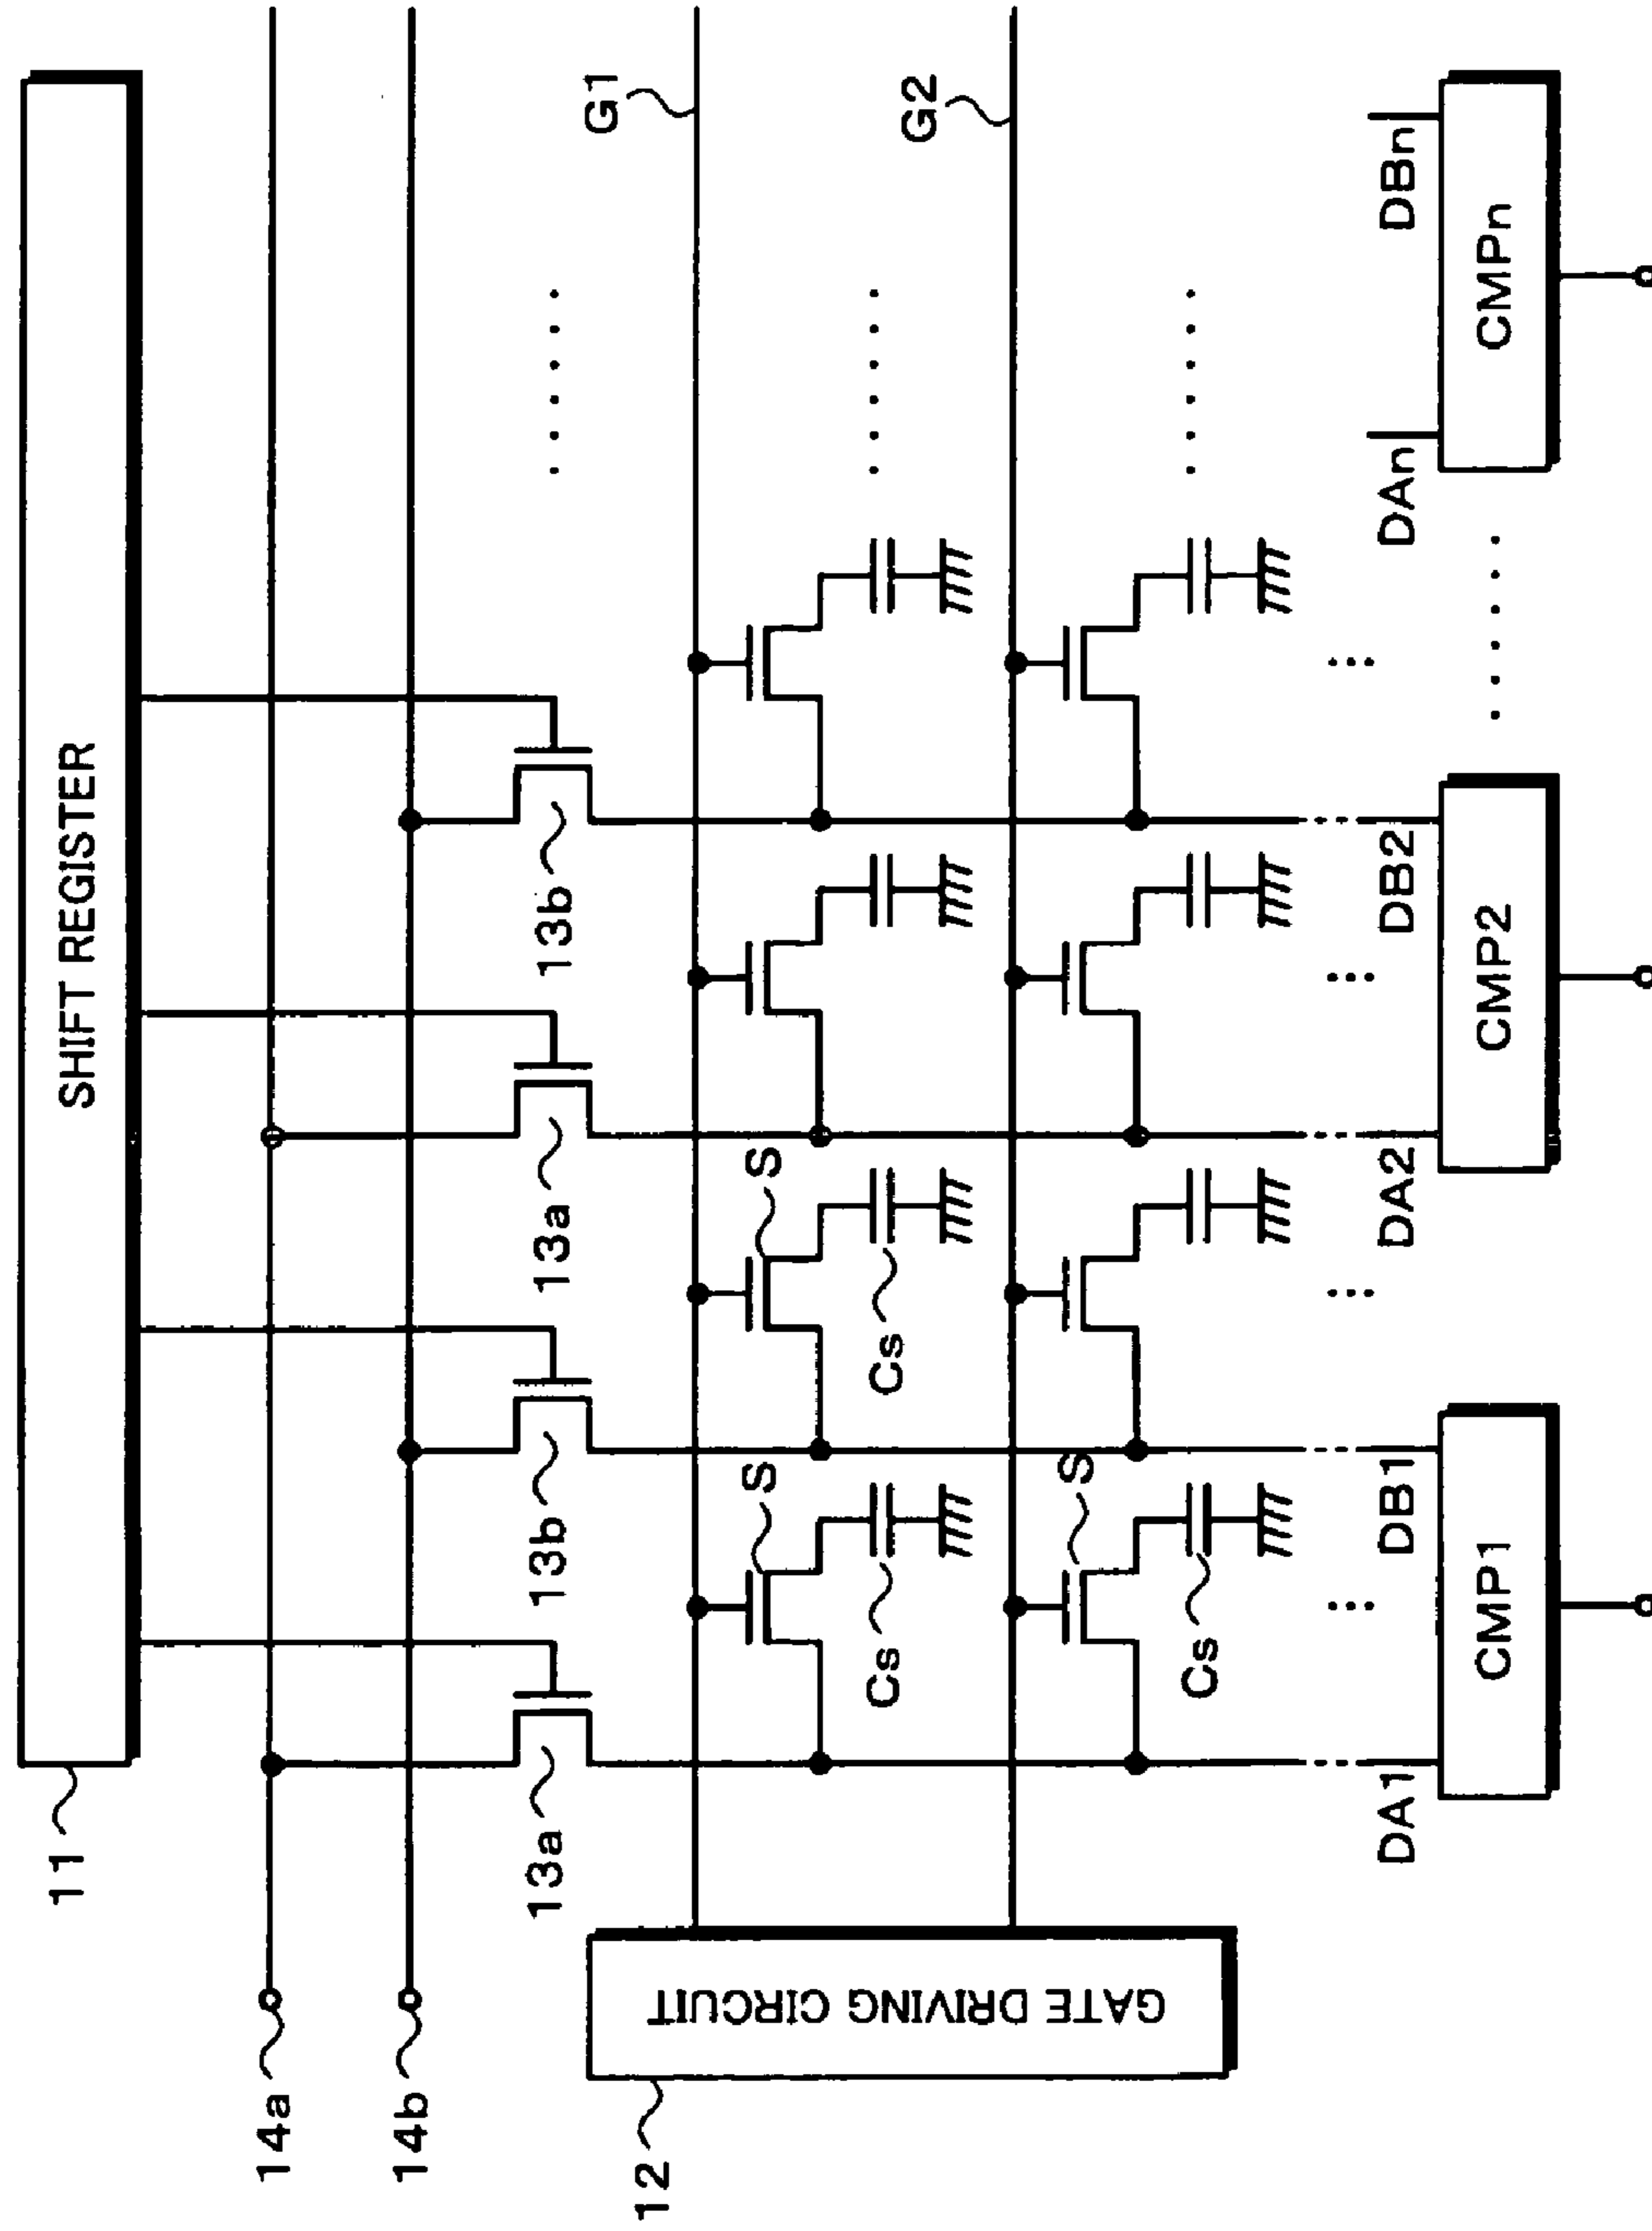 SHIFT REGISTER
11
14a
14b
13a
13b
13a
13b
G1
S
S
Cs
Cs
G2
S
Cs
12
GATE DRIVING CIRCUIT
DA1
DB1
DA2
DB2
DAn
DBn
CMP1
CMP2
CMPn